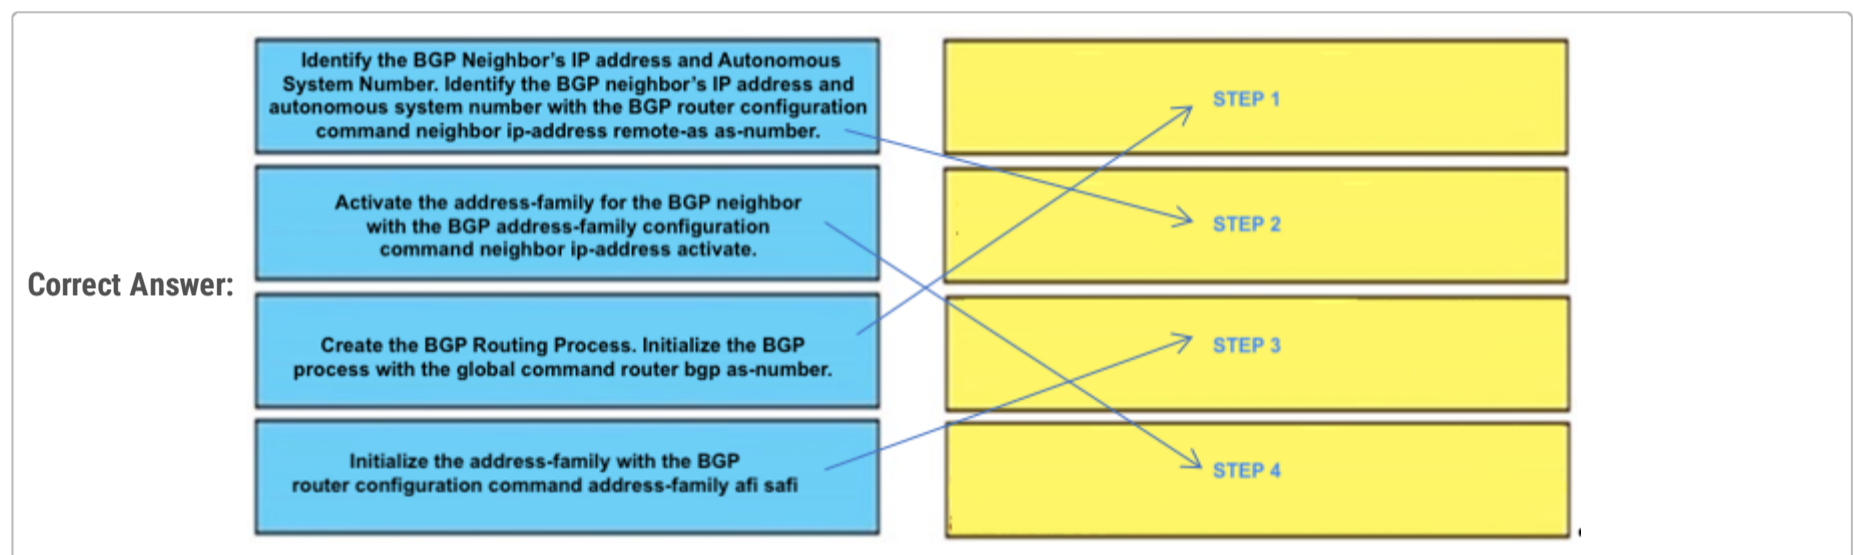 Correct Answer:
Identify the BGP Neighbor's IP address and Autonomous
System Number. Identify the BGP neighbor's IP address and
autonomous system number with the BGP router configuration
command neighbor ip-address remote-as as-number.
Activate the address-family for the BGP neighbor
with the BGP address-family configuration
command neighbor ip-address activate.
Create the BGP Routing Process. Initialize the BGP
process with the global command router bgp as-number.
Initialize the address-family with the BGP
router configuration command address-family afi safi
STEP 1
STEP 2
STEP 3
STEP 4